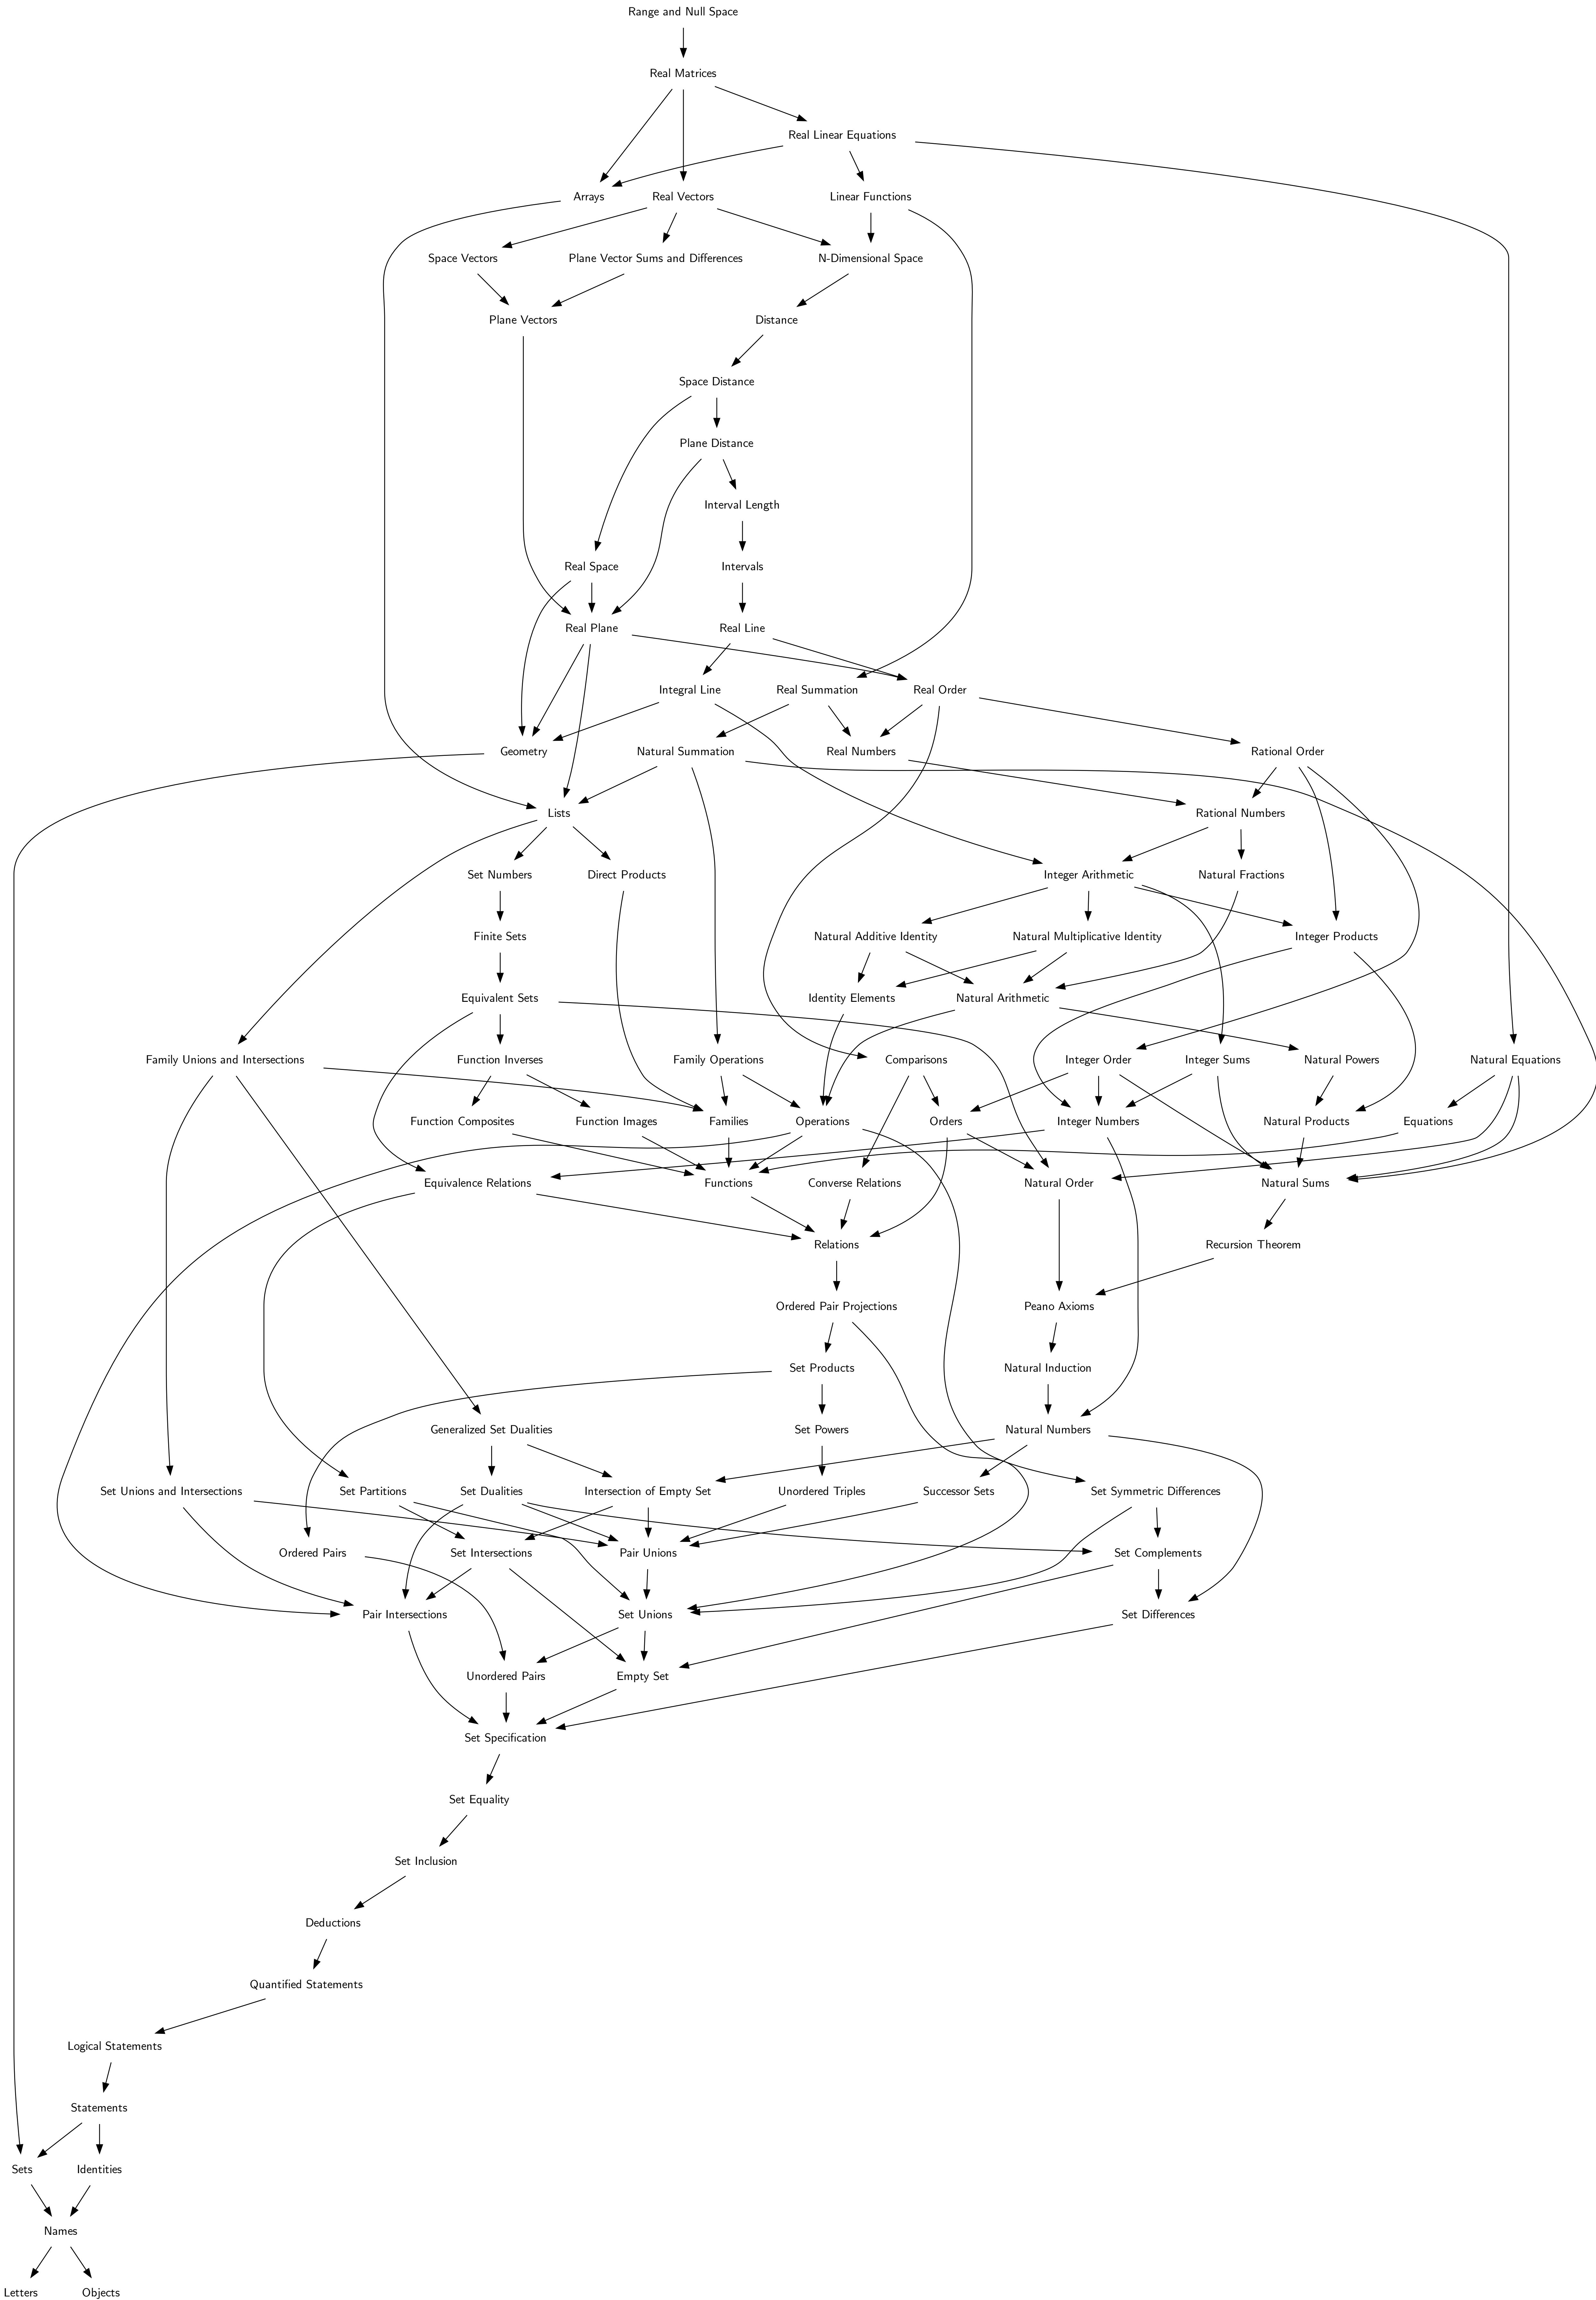 Range and Null Space
Real Matrices
Real Linear Equations
Arrays
Real Vectors
Linear Functions
Space Vectors
Plane Vector Sums and Differences
N-Dimensional Space
Plane Vectors
Distance
Space Distance
Plane Distance
Interval Length
Real Space
Intervals
Real Plane
Real Line
Integral Line
Real Summation
Real Order
Geometry
Natural Summation
Real Numbers
Rational Order
Lists
Rational Numbers
Set Numbers
Direct Products
Integer Arithmetic
Natural Fractions
Finite Sets
Natural Additive Identity
Natural Multiplicative Identity
Integer Products
Equivalent Sets
Identity Elements
Natural Arithmetic
Family Unions and Intersections
Function Inverses
Family Operations
Comparisons
Integer Order
Integer Sums
Natural Powers
Natural Equations
Function Composites
Function Images
Families
Operations
Orders
Integer Numbers
Natural Products
Equations
Equivalence Relations
Functions
Converse Relations
Natural Order
Natural Sums
Relations
Recursion Theorem
Ordered Pair Projections
Peano Axioms
Set Products
Natural Induction
Generalized Set Dualities
Set Powers
Natural Numbers
Set Unions and Intersections
Set Partitions
Set Dualities
Intersection of Empty Set
Unordered Triples
Successor Sets
Set Symmetric Differences
Ordered Pairs
Set Intersections
Pair Unions
Set Complements
Pair Intersections
Set Unions
Set Differences
Unordered Pairs
Empty Set
Set Specification
Set Equality
Set Inclusion
Deductions
Quantified Statements
Logical Statements
Statements
Sets
Identities
Names
Letters
Objects